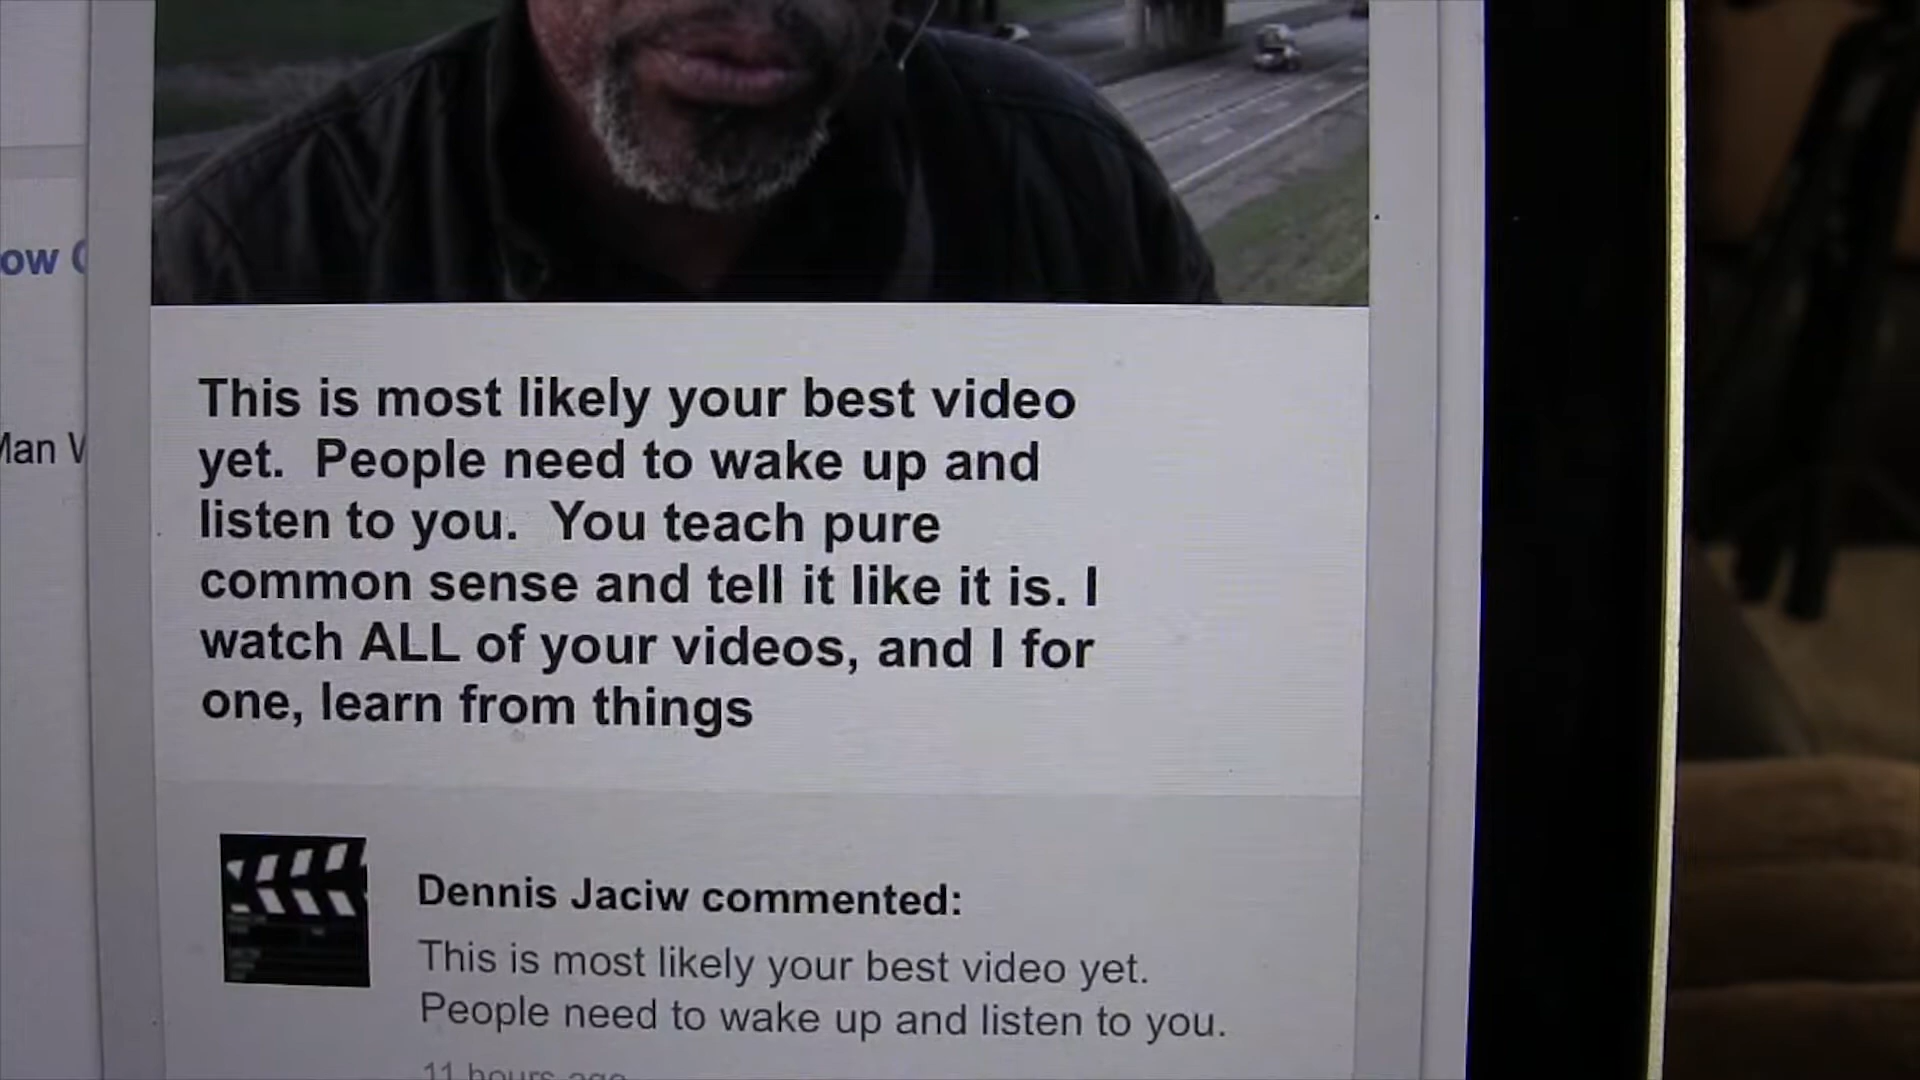 ow
Man
This is most likely your best video
yet.  People need to wake up and
listen to you.  You teach pure
common sense and tell it like it is. I
watch ALL of your videos, and I for
one, learn from things
Dennis Jaciw commented:
This is most likely your best video yet.
People need to wake up and listen to you.
11 hours ago